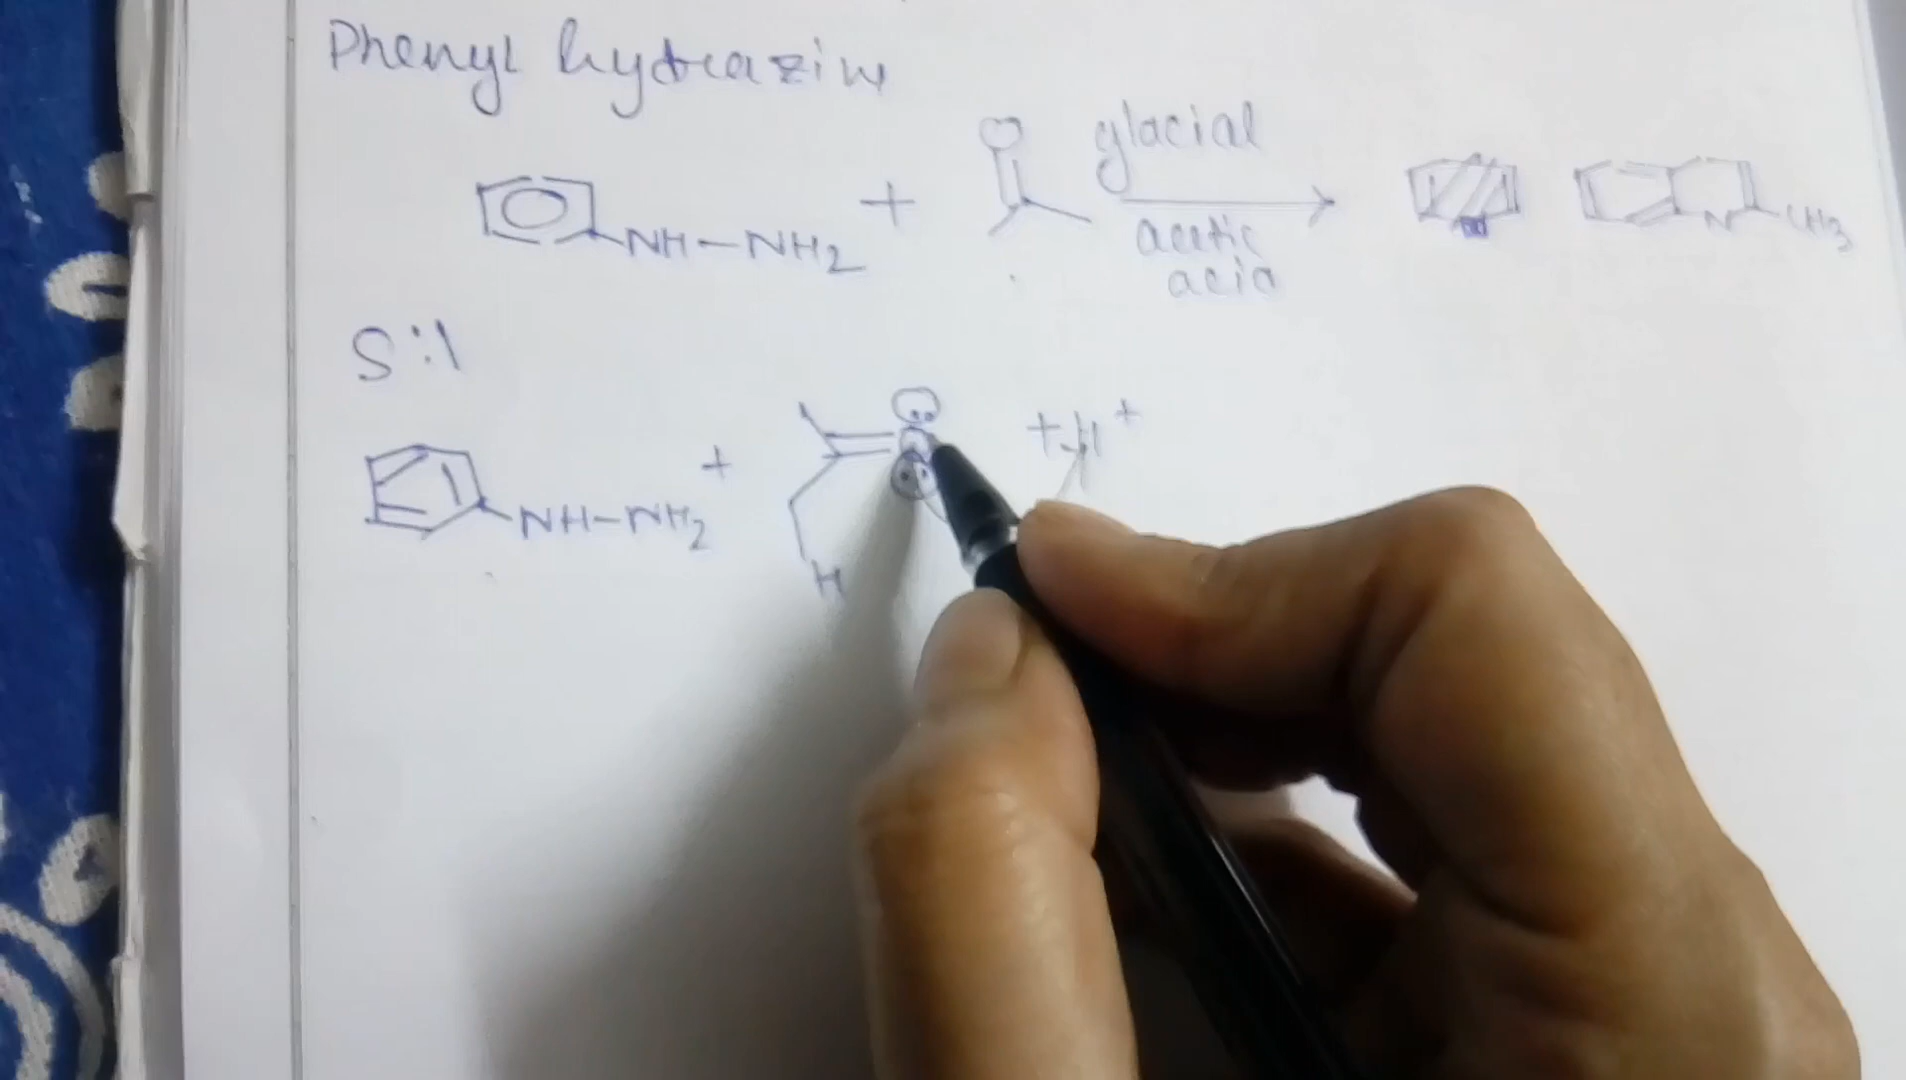 Phenyl hydrazine
O glacial
NH-NH2 + acetic N CH3
acid
S:1
NH-NH2 + O +H+
H